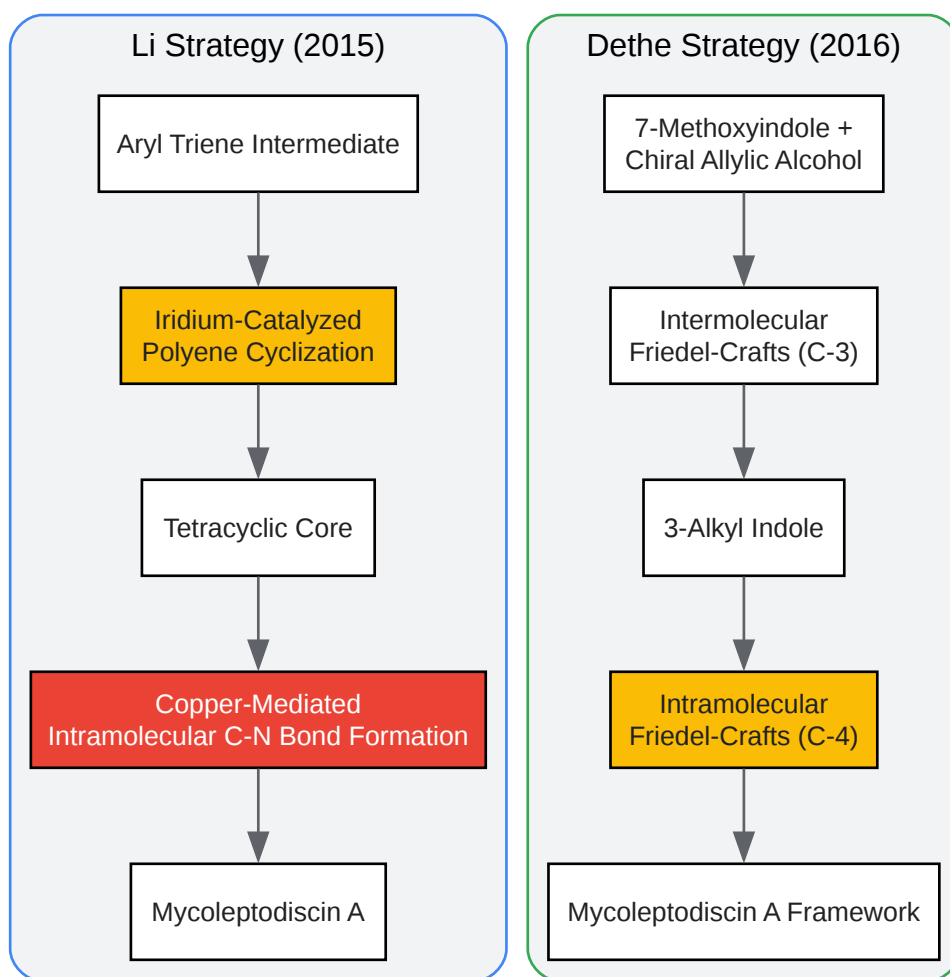 Li Strategy (2015)
Aryl Triene Intermediate
Iridium-Catalyzed
Polyene Cyclization
Tetracyclic Core
Copper-Mediated
Intramolecular C-N Bond Formation
Mycoleptodiscin A
Dethe Strategy (2016)
7-Methoxyindole +
Chiral Allylic Alcohol
Intermolecular
Friedel-Crafts (C-3)
3-Alkyl Indole
Intramolecular
Friedel-Crafts (C-4)
Mycoleptodiscin A Framework